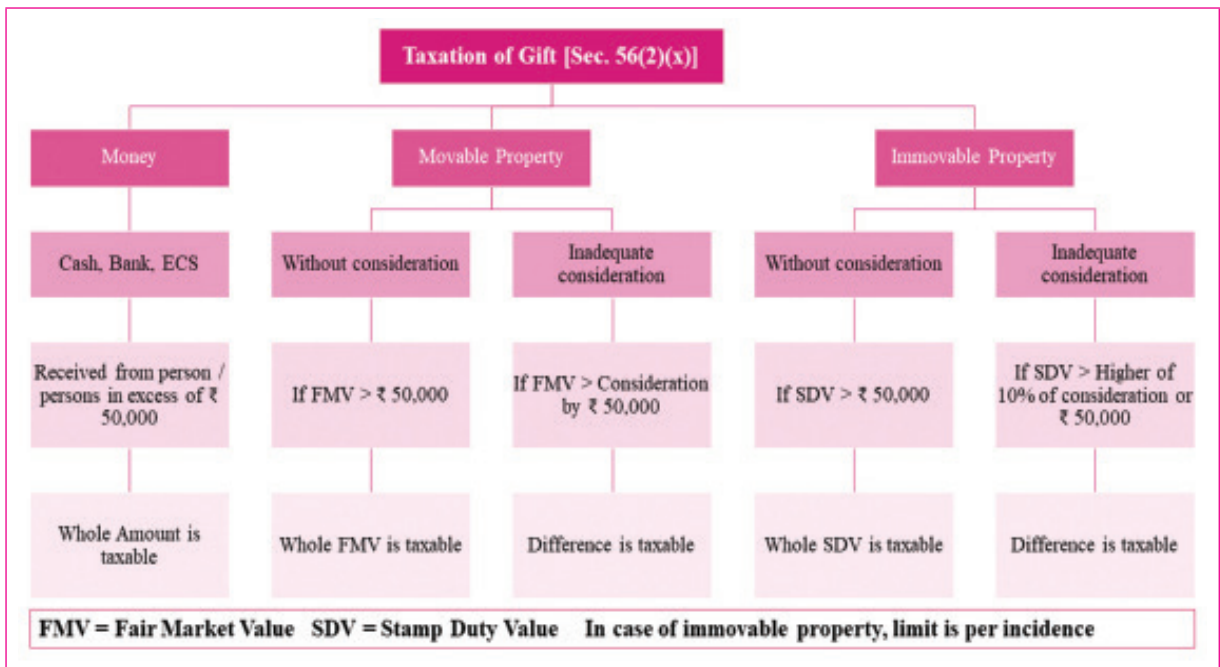 Taxation of Gift [Sec. 56(2)(x)]
Money
Movable Property
Immovable Property
Cash, Bank, ECS
Without consideration
Inadequate
consideration
Without consideration
Inadequate
consideration
Received from person /
persons in excess of ₹
50,000
If FMV > ₹ 50,000
If FMV > Consideration
by ₹ 50,000
If SDV > ₹ 50,000
If SDV > Higher of
10% of consideration or
₹ 50,000
Whole Amount is
taxable
Whole FMV is taxable
Difference is taxable
Whole SDV is taxable
Difference is taxable
FMV = Fair Market Value SDV = Stamp Duty Value In case of immovable property, limit is per incidence